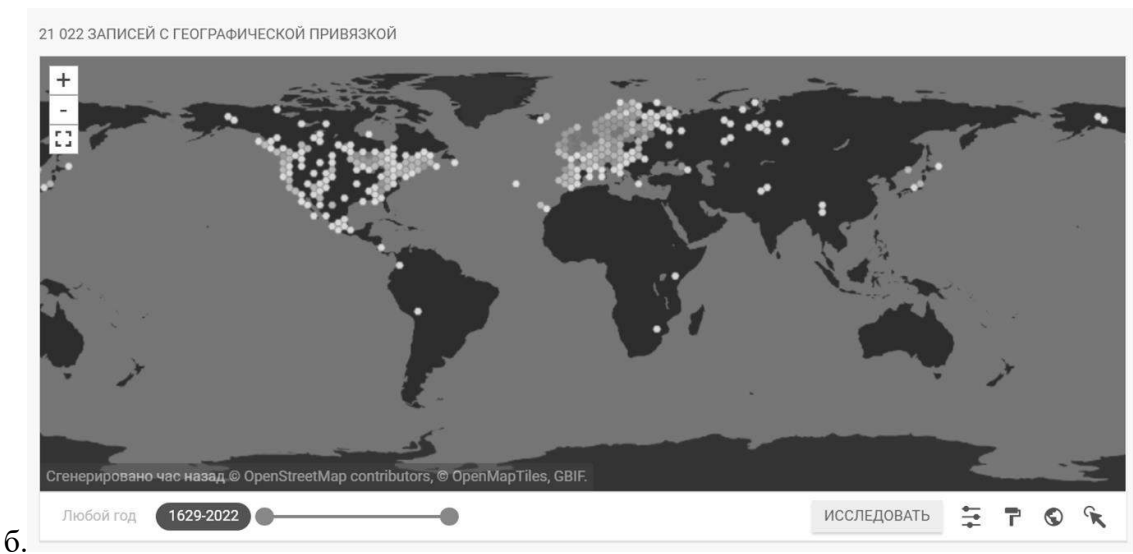 21 022 ЗАПИСЕЙ С ГЕОГРАФИЧЕСКОЙ ПРИВЯЗКОЙ
+
-
Сгенерировано час назад © OpenStreetMap contributors, © OpenMapTiles, GBIF.
Любой год 1629-2022 ИССЛЕДОВАТЬ
б.